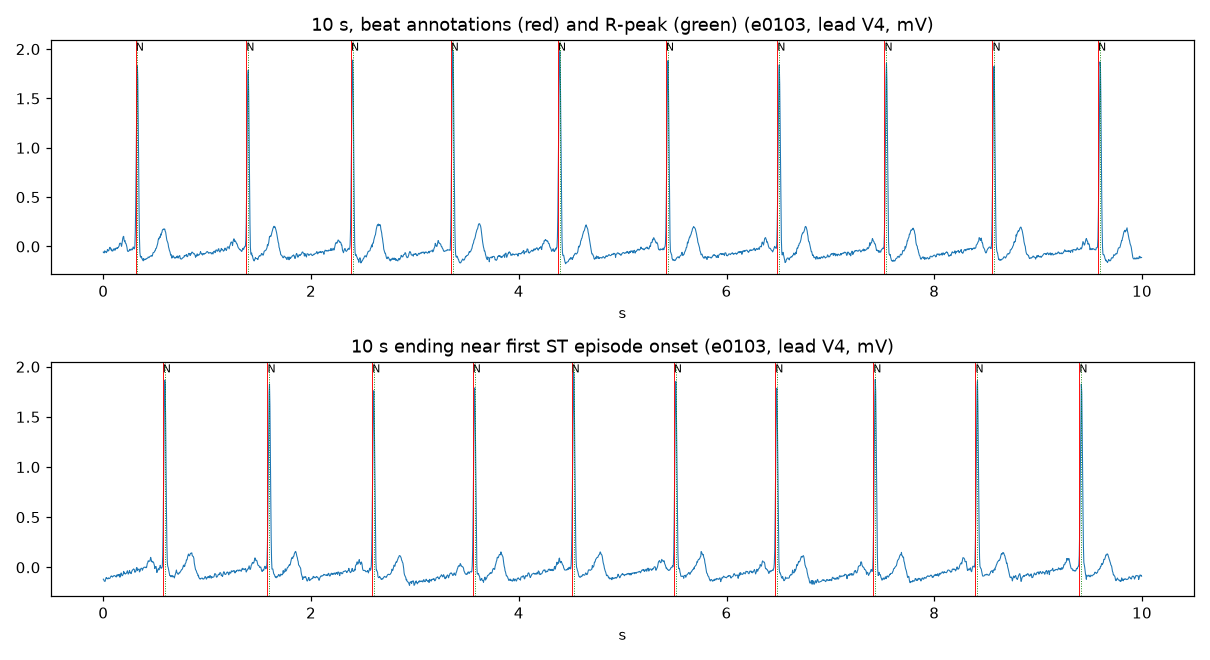 10 s, beat annotations (red) and R-peak (green) (e0103, lead V4, mV)
N N N N N N N N N N
2.0
1.5
1.0
0.5
0.0
0 2 4 6 8 10
s
10 s ending near first ST episode onset (e0103, lead V4, mV)
N N N N N N N N N N
2.0
1.5
1.0
0.5
0.0
0 2 4 6 8 10
s